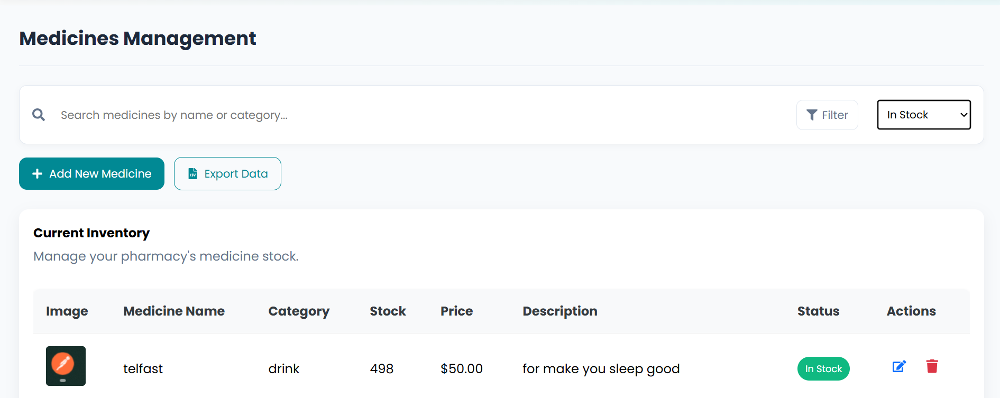 Medicines Management
Search medicines by name or category...
Filter
In Stock
Add New Medicine
Export Data
Current Inventory
Manage your pharmacy's medicine stock.
Image Medicine Name Category Stock Price Description Status Actions
telfast drink 498 $50.00 for make you sleep good In Stock